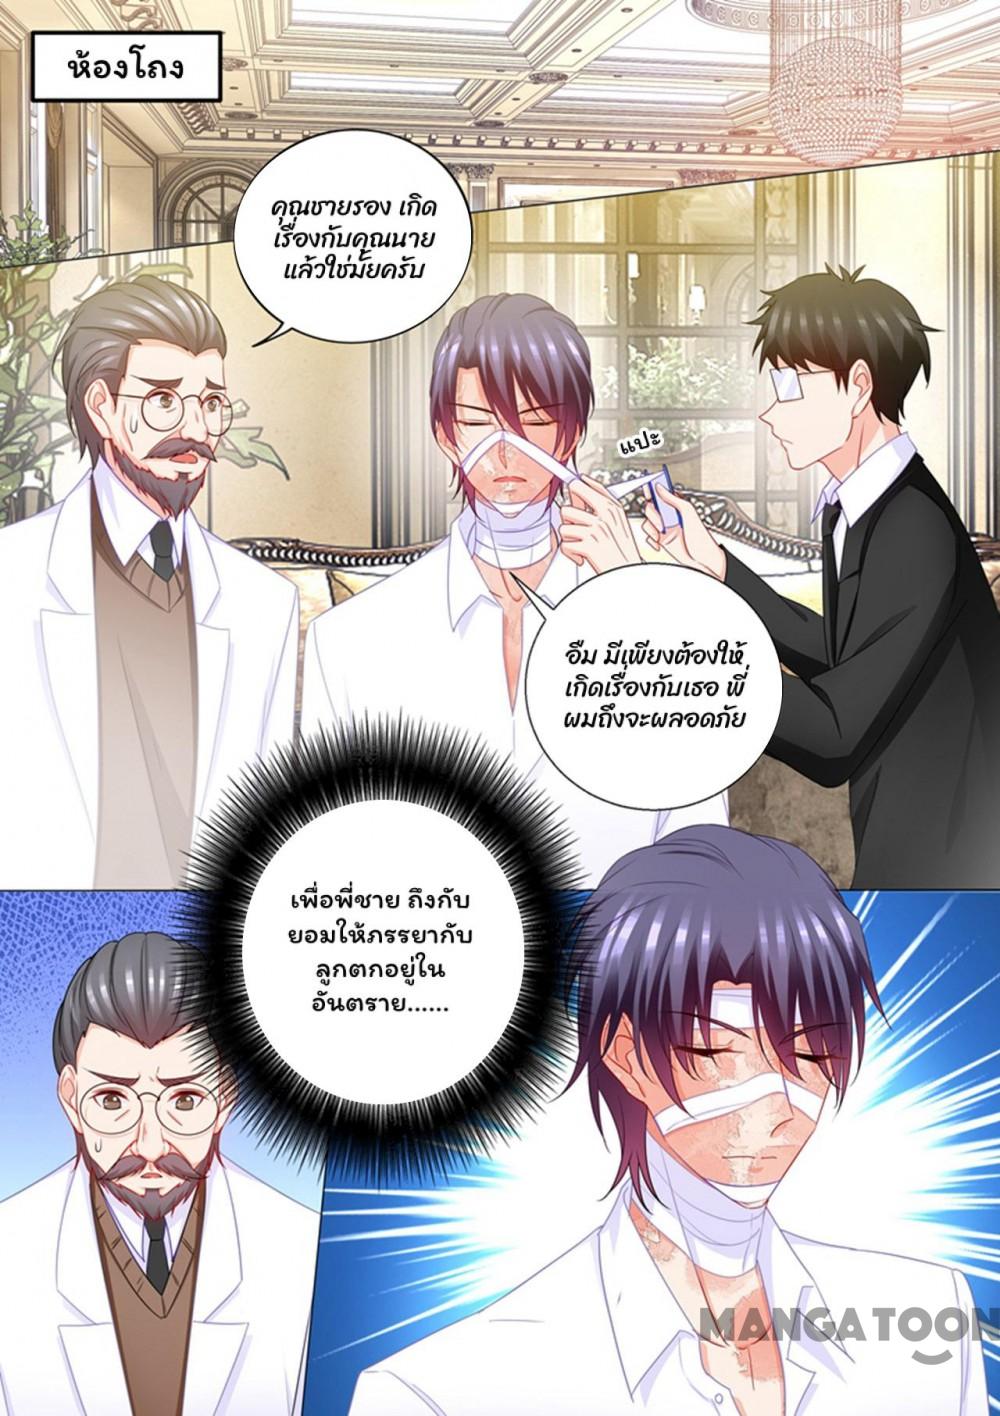 ห้องโถง
คุณชายรอง เกิด
เรื่องกับคุณนาย
แล้วใช่มั้ยครับ
แปะ
อืม มีเพียงต้องให้
เกิดเรื่องกับเธอ พี่
ผมถึงจะผลอดภัย
เพื่อพี่ชาย ถึงกับ
ยอมให้ภรรยากับ
ลูกตกอยู่ใน
อันตราย......
MANGATOON